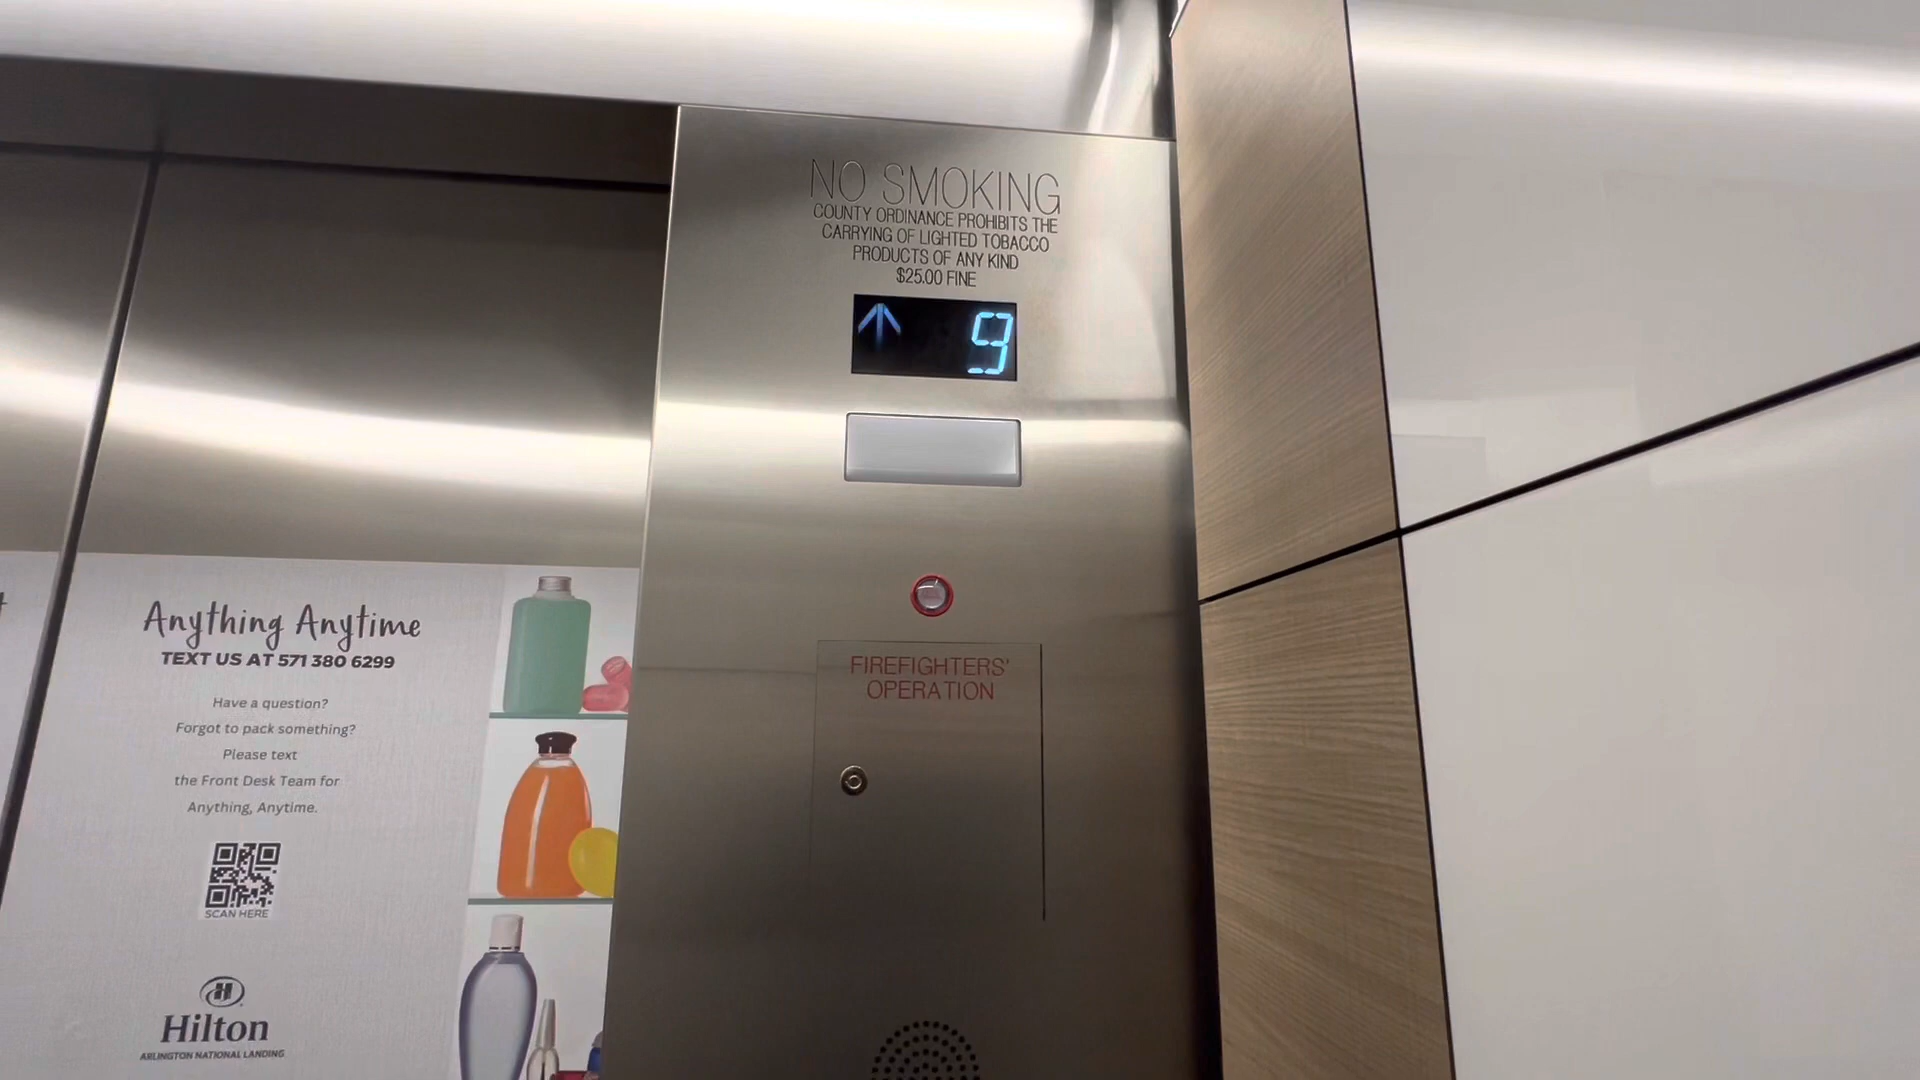 NO SMOKING
COUNTY ORDINANCE PROHIBITS THE
CARRYING OF LIGHTED TOBACCO
PRODUCTS OF ANY KIND
$25.00 FINE
9
FIREFIGHTERS'
OPERATION
Anything Anytime
TEXT US AT 571 380 6299
Have a question?
Forgot to pack something?
Please text
the Front Desk Team for
Anything, Anytime.
SCAN HERE
H
Hilton
ARLINGTON NATIONAL LANDING